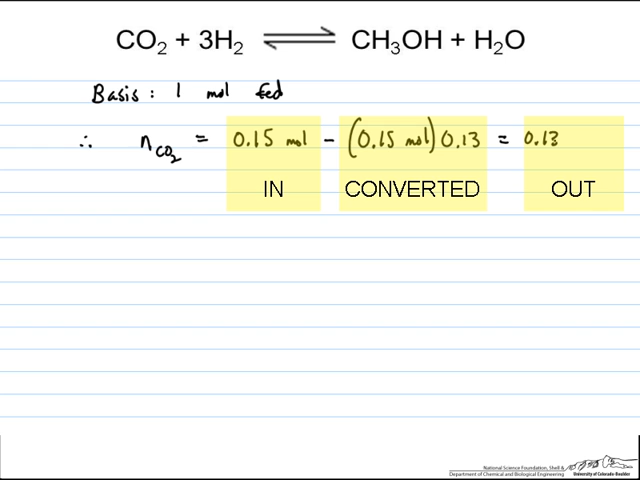 CO2 + 3H2 ⇌ CH3OH + H2O
Basis : 1 mol fed
∴ nCO2 = 0.15 mol − (0.15 mol) 0.13 = 0.13
IN CONVERTED OUT
National Science Foundation, Shell &
Department of Chemical and Biological Engineering University of Colorado Boulder